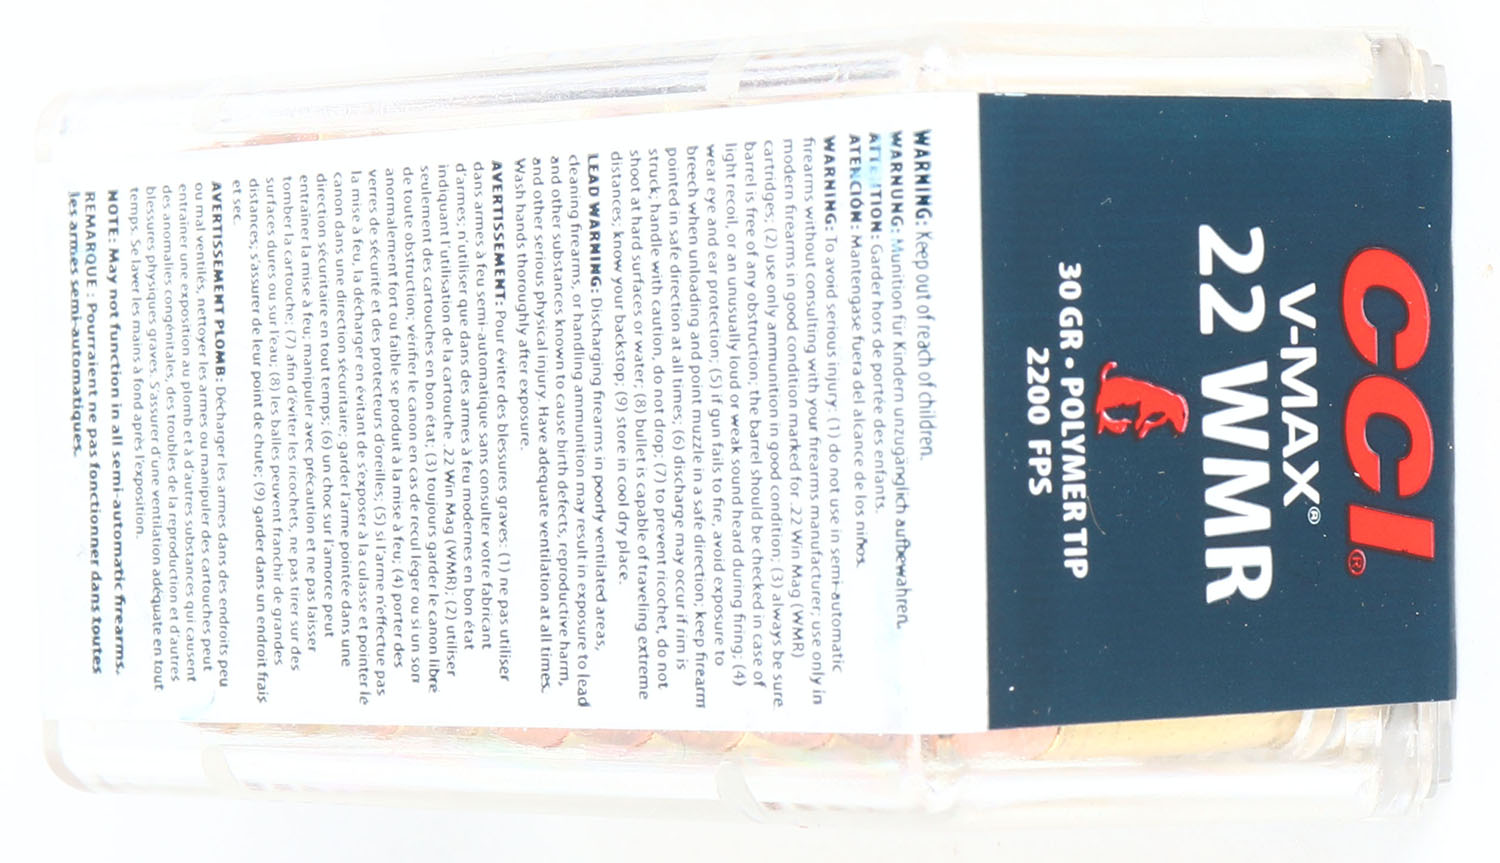 CCI®
V-MAX®
22 WMR
30 GR • POLYMER TIP
2200 FPS
WARNING: Keep out of reach of children.
WARNUNG: Munition für Kindern unzugänglich aufbewahren.
ATTENTION: Garder hors de portée des enfants.
ATENCIÓN: Mantengase fuera del alcance de los niños.
WARNING: To avoid serious injury: (1) do not use in semi-automatic
firearms without consulting with your firearms manufacturer; use only in
modern firearms in good condition marked for .22 Win Mag (WMR)
cartridges; (2) use only ammunition in good condition; (3) always be sure
barrel is free of any obstruction; the barrel should be checked in case of
light recoil, or an unusually loud or weak sound heard during firing; (4)
wear eye and ear protection; (5) if gun fails to fire, avoid exposure to
breech when unloading and point muzzle in a safe direction; keep firearm
pointed in safe direction at all times; (6) discharge may occur if rim is
struck; handle with caution, do not drop; (7) to prevent ricochet, do not
shoot at hard surfaces or water; (8) bullet is capable of traveling extreme
distances; know your backstop; (9) store in cool dry place.
LEAD WARNING: Discharging firearms in poorly ventilated areas,
cleaning firearms, or handling ammunition may result in exposure to lead
and other substances known to cause birth defects, reproductive harm,
and other serious physical injury. Have adequate ventilation at all times.
Wash hands thoroughly after exposure.
AVERTISSEMENT: Pour éviter des blessures graves: (1) ne pas utiliser
dans armes à feu semi-automatique sans consulter votre fabricant
d'armes; n'utiliser que dans des armes à feu modernes en bon état
indiquant l'utilisation de la cartouche .22 Win Mag (WMR); (2) utiliser
seulement des cartouches en bon état; (3) toujours garder le canon libre
de toute obstruction; vérifier le canon en cas de recul léger ou si un son
anormalement fort ou faible se produit à la mise à feu; (4) porter des
verres de sécurité et des protecteurs d'oreilles; (5) si l'arme n'effectue pas
la mise à feu, la décharger en évitant de s'exposer à la culasse et pointer le
canon dans une direction sécuritaire; garder l'arme pointée dans une
direction sécuritaire en tout temps; (6) un choc sur l'amorce peut
entraîner la mise à feu; manipuler avec précaution et ne pas laisser
tomber la cartouche; (7) afin d'éviter les ricochets, ne pas tirer sur des
surfaces dures ou sur l'eau; (8) les balles peuvent franchir de grandes
distances; s'assurer de leur point de chute; (9) garder dans un endroit frais
et sec.
AVERTISSEMENT PLOMB: Décharger les armes dans des endroits peu
ou mal ventilés, nettoyer les armes ou manipuler des cartouches peut
entrainer une exposition au plomb et à d'autres substances qui causent
des anomalies congénitales, des troubles de la reproduction et d'autres
blessures physiques graves. S'assurer d'une ventilation adéquate en tout
temps. Se laver les mains à fond après l'exposition.
NOTE: May not function in all semi-automatic firearms.
REMARQUE : Pourraient ne pas fonctionner dans toutes
les armes semi-automatiques.